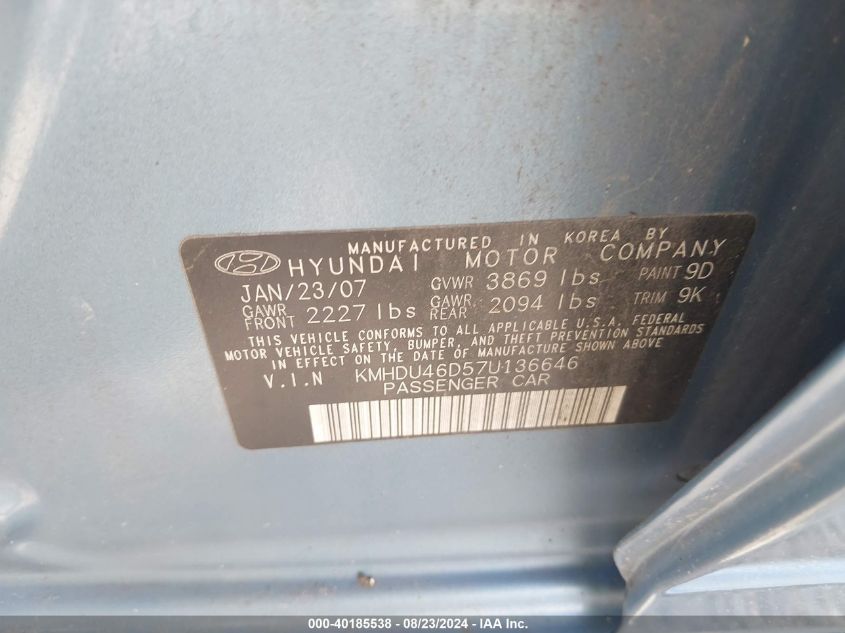 MANUFACTURED IN KOREA BY
HYUNDAI MOTOR COMPANY
JAN/23/07 GVWR 3869 lbs PAINT 9D
GAWR FRONT 2227 lbs GAWR REAR 2094 lbs TRIM 9K
THIS VEHICLE CONFORMS TO ALL APPLICABLE U.S.A. FEDERAL
MOTOR VEHICLE SAFETY, BUMPER, AND THEFT PREVENTION STANDARDS
IN EFFECT ON THE DATE OF MANUFACTURE SHOWN ABOVE
V.I.N KMHDU46D57U136646
PASSENGER CAR
000-40185538 - 08/23/2024 - IAA Inc.